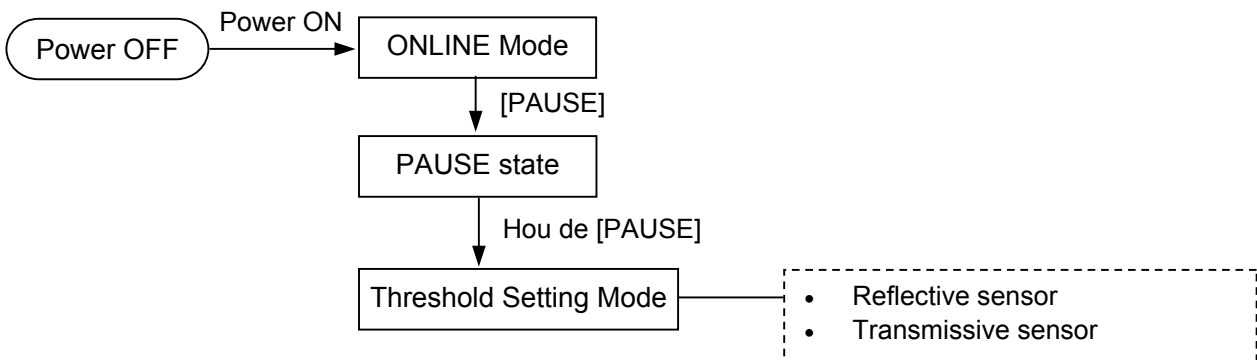 Power OFF
Power ON
ONLINE Mode
[PAUSE]
PAUSE state
Hou de [PAUSE]
Threshold Setting Mode
• Reflective sensor
• Transmissive sensor